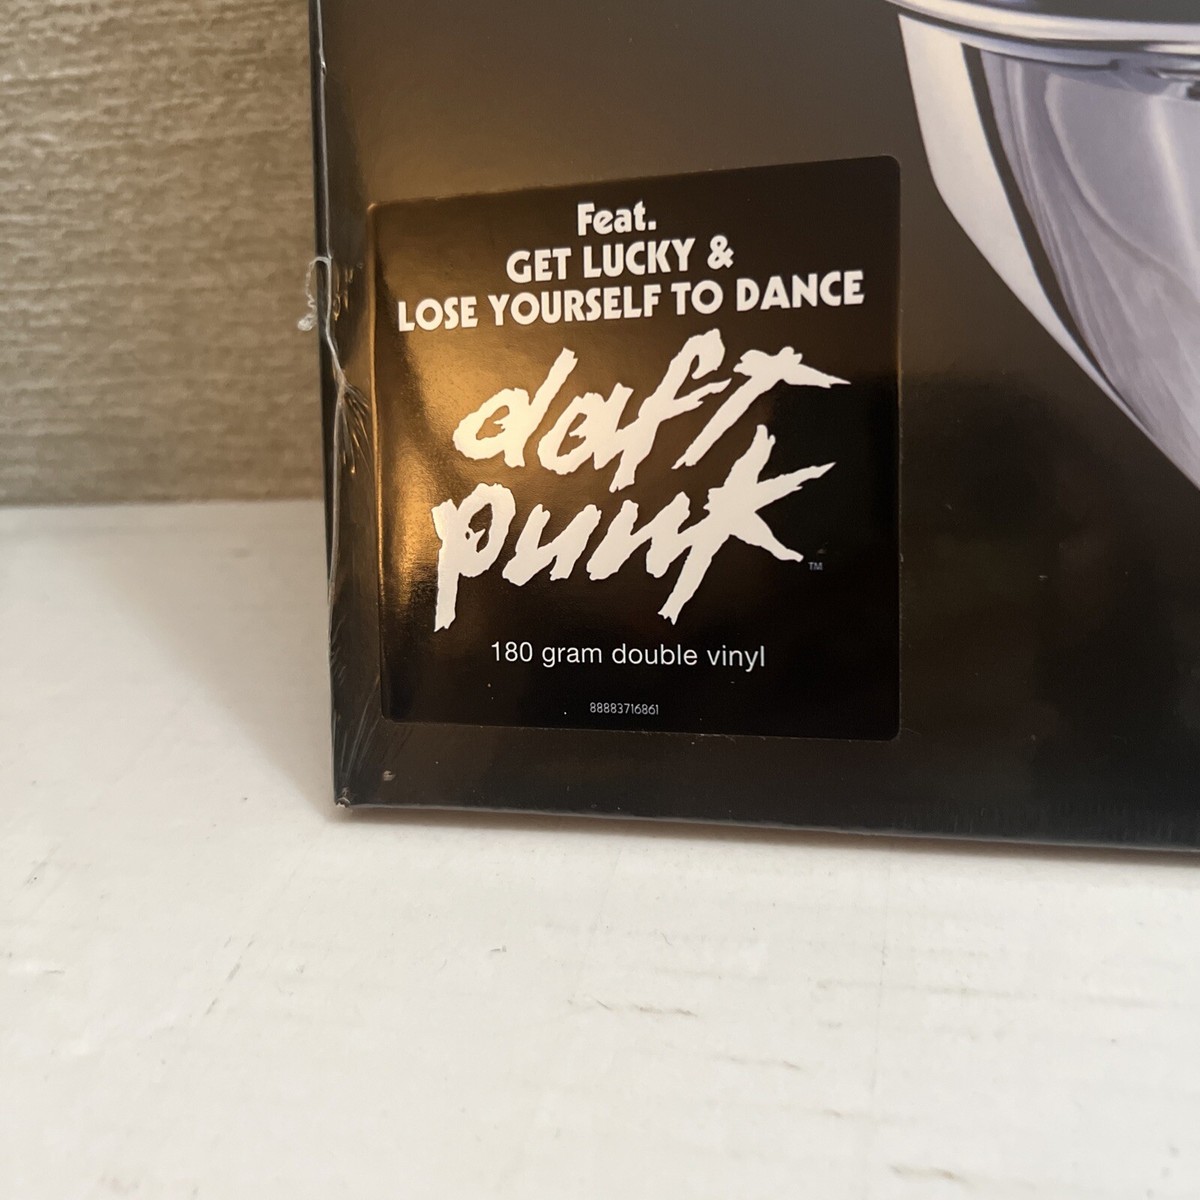 Feat.
GET LUCKY &
LOSE YOURSELF TO DANCE
daft
punk
TM
180 gram double vinyl
88883716861